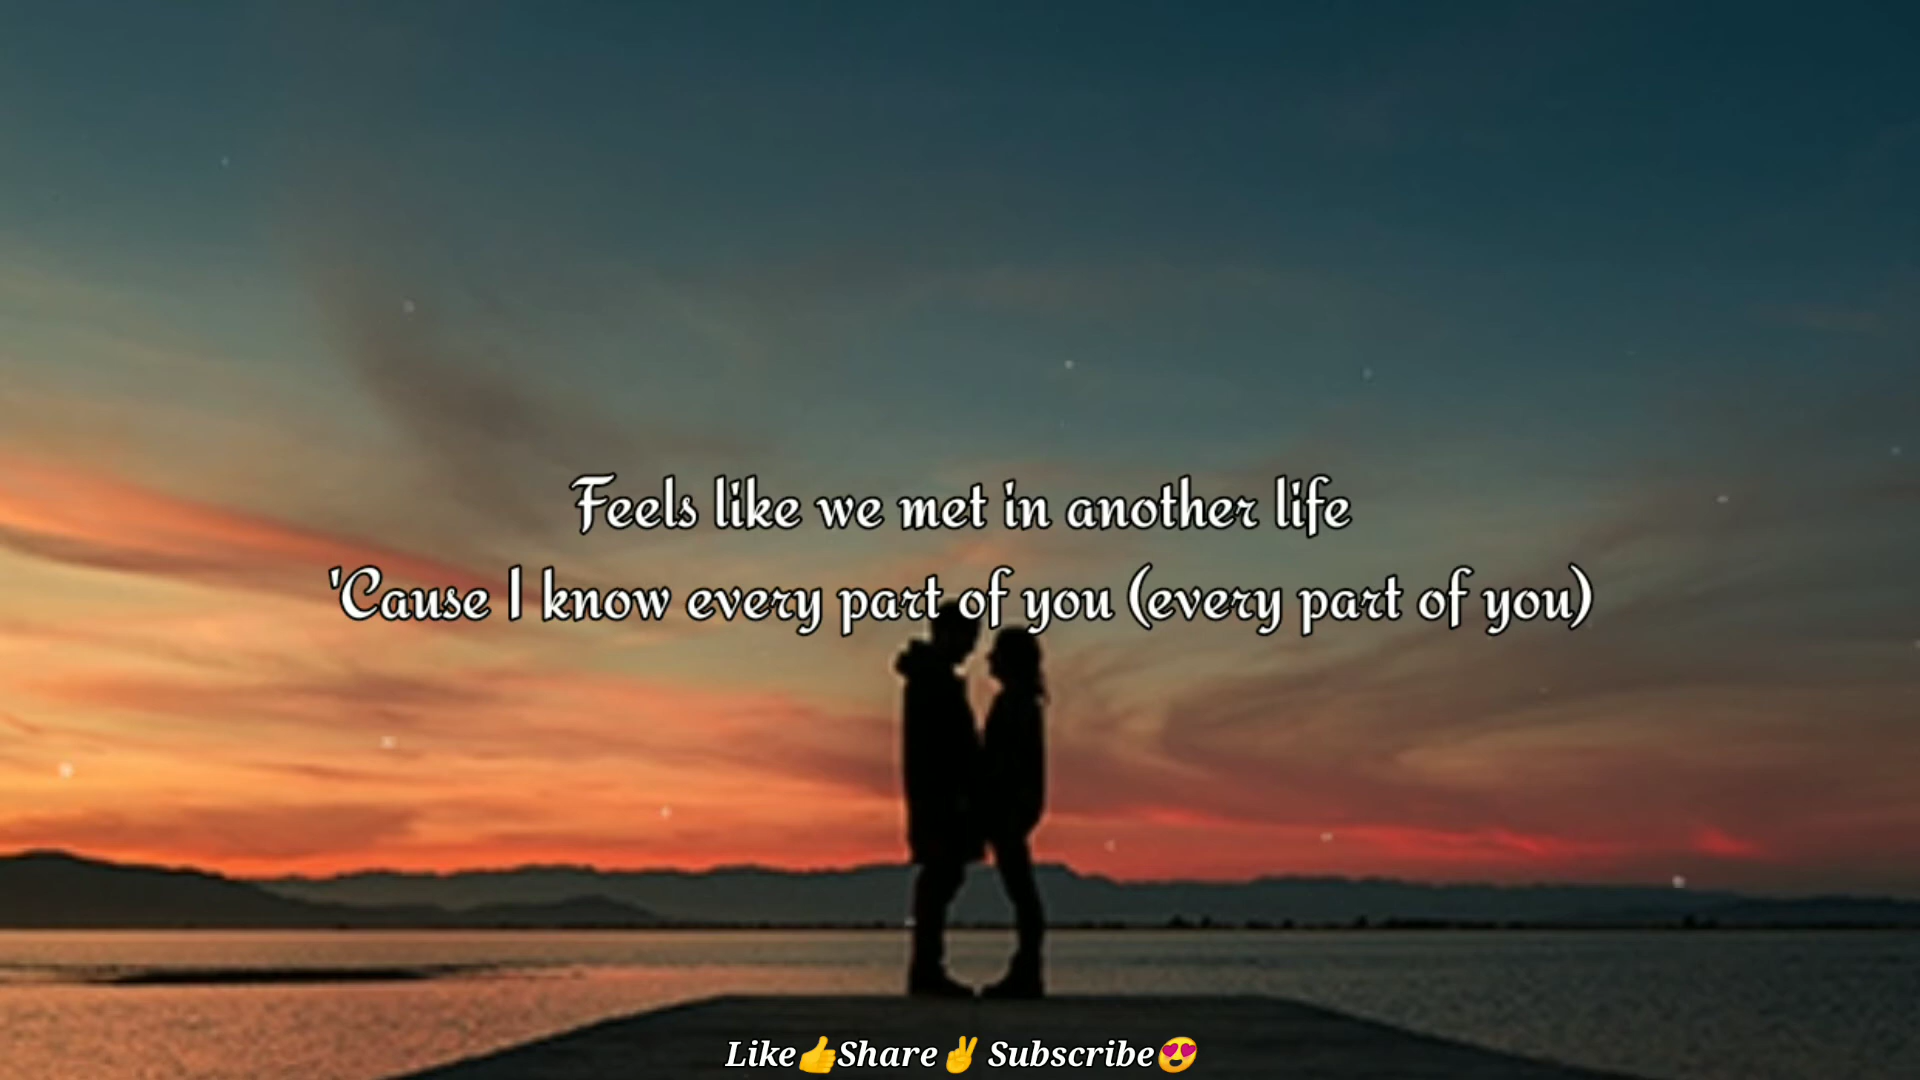 Feels like we met in another life
'Cause I know every part of you (every part of you)
Like👍Share✌️ Subscribe😍